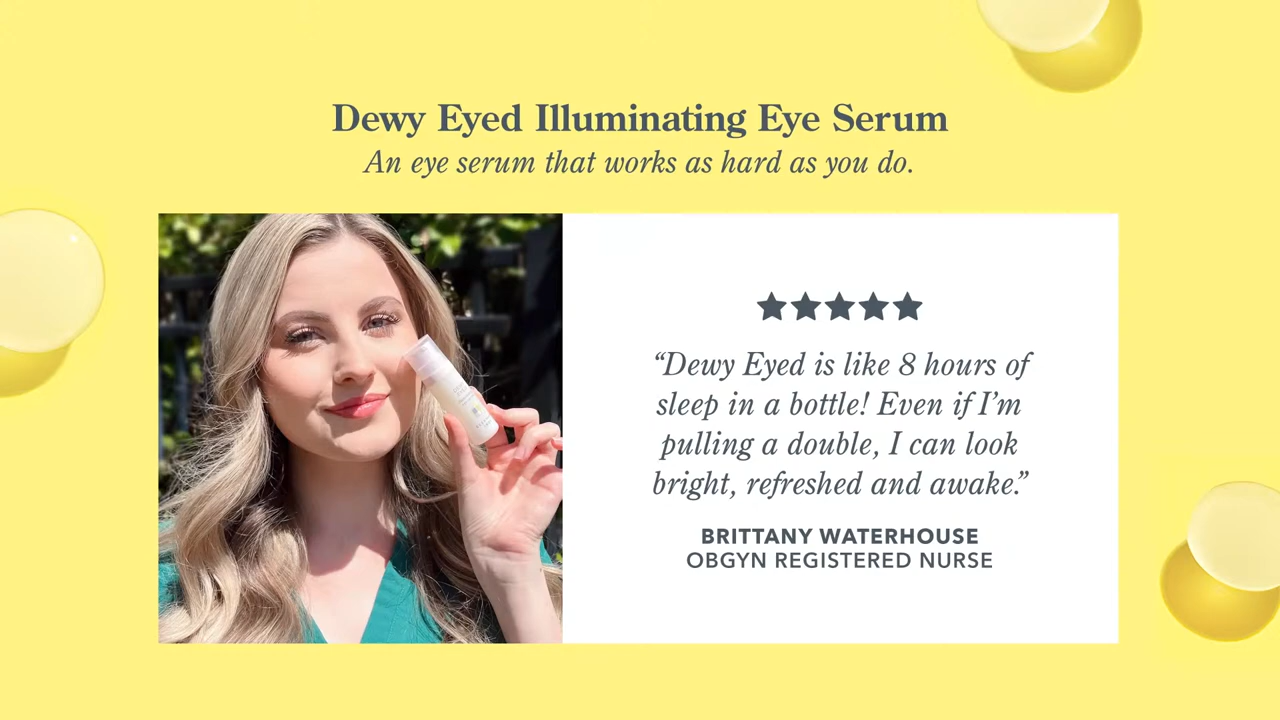 Dewy Eyed Illuminating Eye Serum
An eye serum that works as hard as you do.
“Dewy Eyed is like 8 hours of
sleep in a bottle! Even if I’m
pulling a double, I can look
bright, refreshed and awake.”
BRITTANY WATERHOUSE
OBGYN REGISTERED NURSE